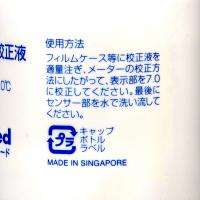 使用方法
校正液
フィルムケース等に校正液を
適量注ぎ、メーターの校正方
法にしたがって、表示部を7.0
0℃
に校正してください。最後に
センサー部を水で洗い流して
ください。
ed
ード
プラ
キャップ
ボトル
ラベル
MADE IN SINGAPORE